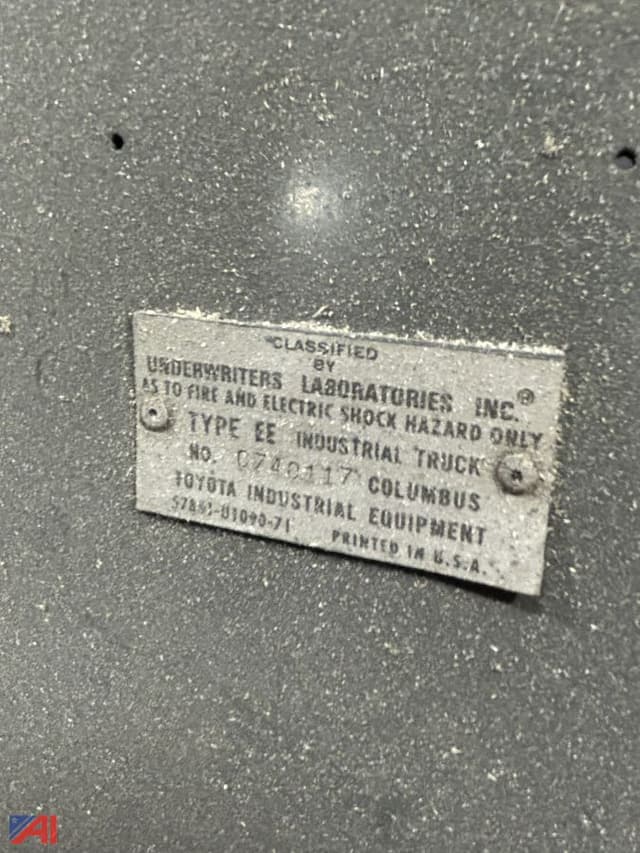 CLASSIFIED
BY
UNDERWRITERS LABORATORIES INC.®
AS TO FIRE AND ELECTRIC SHOCK HAZARD ONLY
TYPE EE INDUSTRIAL TRUCK
NO. COLUMBUS
TOYOTA INDUSTRIAL EQUIPMENT
PRINTED IN U.S.A.
AI